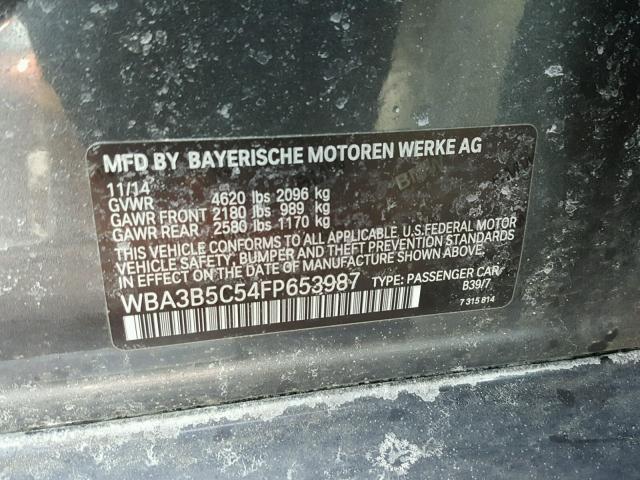 MFD BY BAYERISCHE MOTOREN WERKE AG
11/14
GVWR 4620 lbs 2096 kg
GAWR FRONT 2180 lbs 989 kg
GAWR REAR 2580 lbs 1170 kg
THIS VEHICLE CONFORMS TO ALL APPLICABLE U.S.FEDERAL MOTOR
VEHICLE SAFETY, BUMPER, AND THEFT PREVENTION STANDARDS
IN EFFECT ON THE DATE OF MANUFACTURE SHOWN ABOVE.
WBA3B5C54FP653987 TYPE: PASSENGER CAR/
B39/7
7 315 814